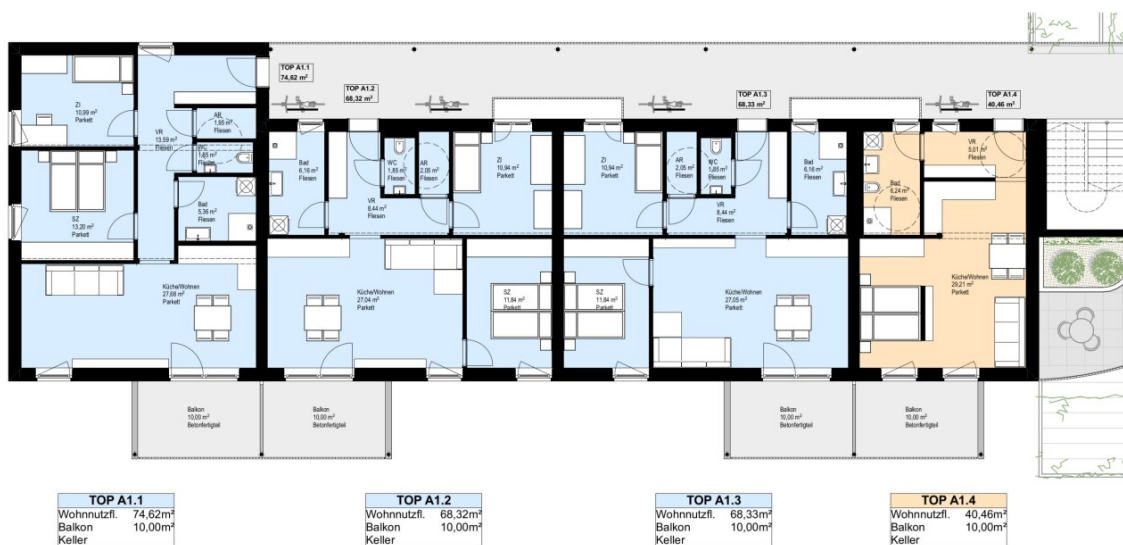 TOP A1.1
74,62 m²
TOP A1.2
68,32 m²
TOP A1.3
68,33 m²
TOP A1.4
40,46 m²
ZI
10,99 m²
Parkett
VR
13,59 m²
Fliesen
AR
1,95 m²
Fliesen
WC
1,65 m²
Fliesen
SZ
13,20 m²
Parkett
Bad
5,36 m²
Fliesen
Küche/Wohnen
27,68 m²
Parkett
Bad
6,16 m²
Fliesen
WC
1,85 m²
Fliesen
AR
2,05 m²
Fliesen
ZI
10,94 m²
Parkett
VR
8,44 m²
Fliesen
Küche/Wohnen
27,04 m²
Parkett
SZ
11,84 m²
Parkett
ZI
10,94 m²
Parkett
AR
2,05 m²
Fliesen
WC
1,85 m²
Fliesen
VR
8,44 m²
Fliesen
Bad
6,16 m²
Fliesen
SZ
11,84 m²
Parkett
Küche/Wohnen
27,05 m²
Parkett
Bad
6,24 m²
Fliesen
VR
5,01 m²
Fliesen
Küche/Wohnen
29,21 m²
Parkett
Balkon
10,00 m²
Betonfertigteil
Balkon
10,00 m²
Betonfertigteil
Balkon
10,00 m²
Betonfertigteil
Balkon
10,00 m²
Betonfertigteil
TOP A1.1
Wohnnutzfl. 74,62m²
Balkon 10,00m²
Keller
TOP A1.2
Wohnnutzfl. 68,32m²
Balkon 10,00m²
Keller
TOP A1.3
Wohnnutzfl. 68,33m²
Balkon 10,00m²
Keller
TOP A1.4
Wohnnutzfl. 40,46m²
Balkon 10,00m²
Keller